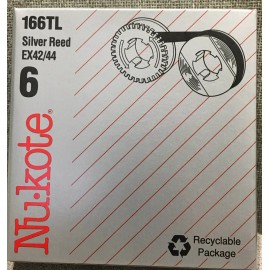 166TL
Silver Reed
EX42/44
6
Nu-kote
Recyclable
Package